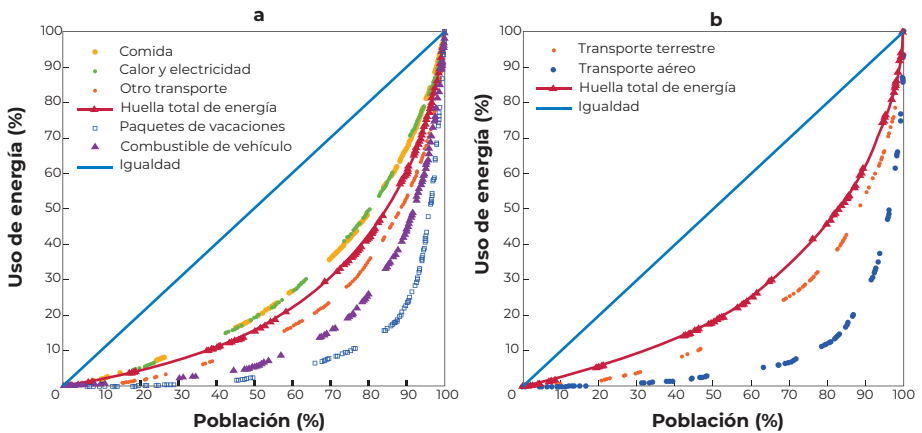 a
Uso de energía (%)
100
90
80
70
60
50
40
30
20
10
0
10
20
30
40
50
60
70
80
90
100
Población (%)
Comida
Calor y electricidad
Otro transporte
Huella total de energía
Paquetes de vacaciones
Combustible de vehículo
Igualdad
b
Uso de energía (%)
100
90
80
70
60
50
40
30
20
10
0
10
20
30
40
50
60
70
80
90
100
Población (%)
Transporte terrestre
Transporte aéreo
Huella total de energía
Igualdad